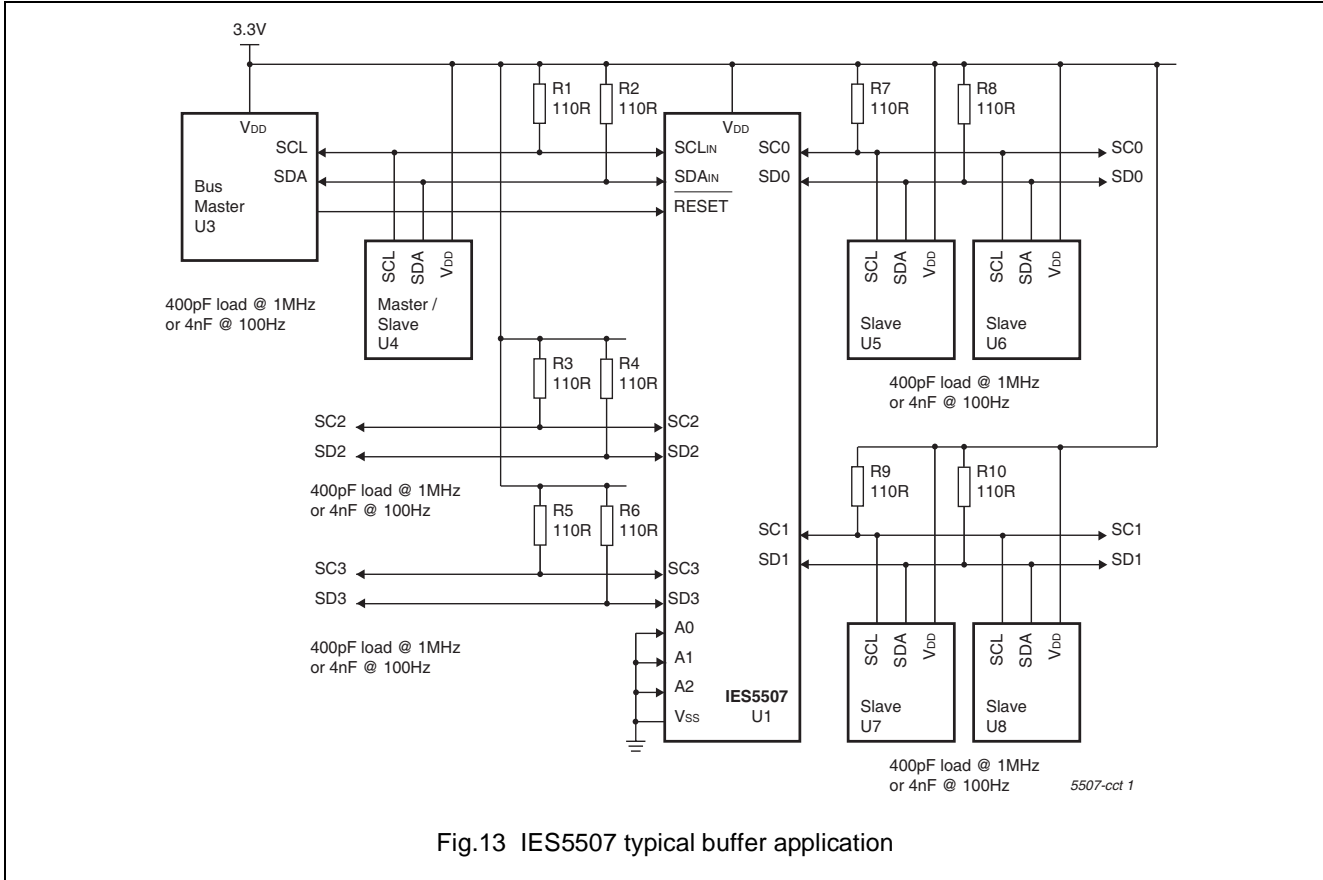 3.3V
R1
110R
R2
110R
R7
110R
R8
110R
VDD
SCL
SDA
Bus
Master
U3
VDD
SCLIN
SDAIN
RESET
SC0
SD0
SC0
SD0
SCL
SDA
VDD
Master /
Slave
U4
400pF load @ 1MHz
or 4nF @ 100Hz
SCL
SDA
VDD
Slave
U5
SCL
SDA
VDD
Slave
U6
400pF load @ 1MHz
or 4nF @ 100Hz
R3
110R
R4
110R
SC2
SD2
SC2
SD2
400pF load @ 1MHz
or 4nF @ 100Hz
R5
110R
R6
110R
SC3
SD3
SC3
SD3
400pF load @ 1MHz
or 4nF @ 100Hz
R9
110R
R10
110R
SC1
SD1
SC1
SD1
A0
A1
A2
VSS
IES5507
U1
SCL
SDA
VDD
Slave
U7
SCL
SDA
VDD
Slave
U8
400pF load @ 1MHz
or 4nF @ 100Hz
5507-cct 1
Fig.13 IES5507 typical buffer application